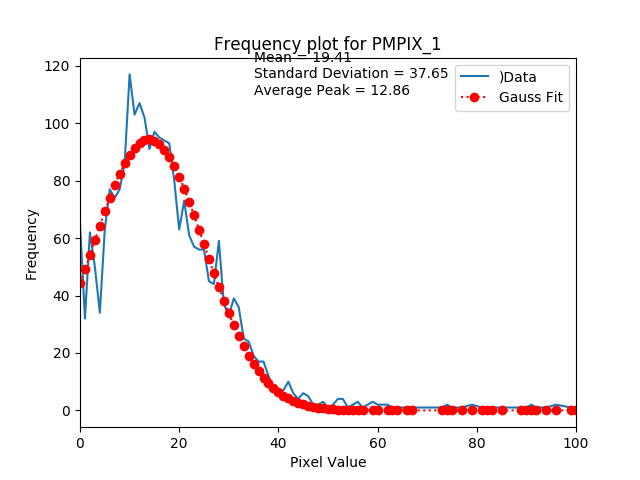 Frequency plot for PMPIX_1
Mean = 19.41
Standard Deviation = 37.65
Average Peak = 12.86
)Data
Gauss Fit
Frequency
120
100
80
60
40
20
0
0 20 40 60 80 100
Pixel Value